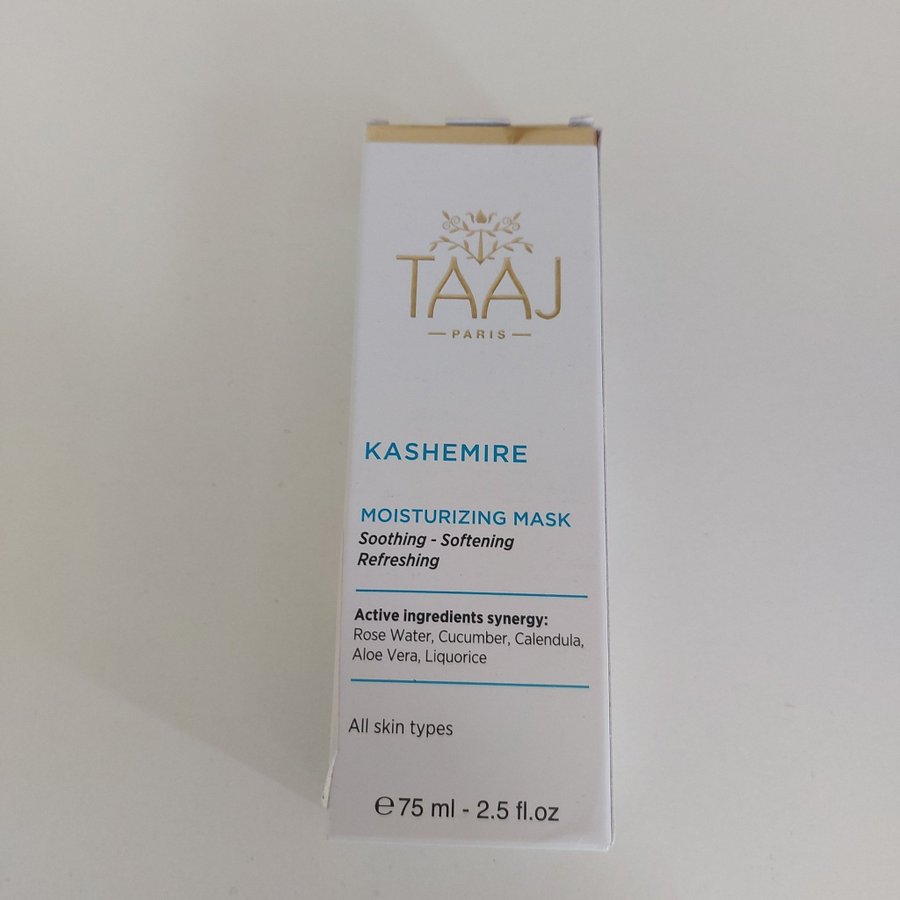 TAAJ
PARIS
KASHEMIRE
MOISTURIZING MASK
Soothing - Softening
Refreshing
Active ingredients synergy:
Rose Water, Cucumber, Calendula,
Aloe Vera, Liquorice
All skin types
℮75 ml - 2.5 fl.oz